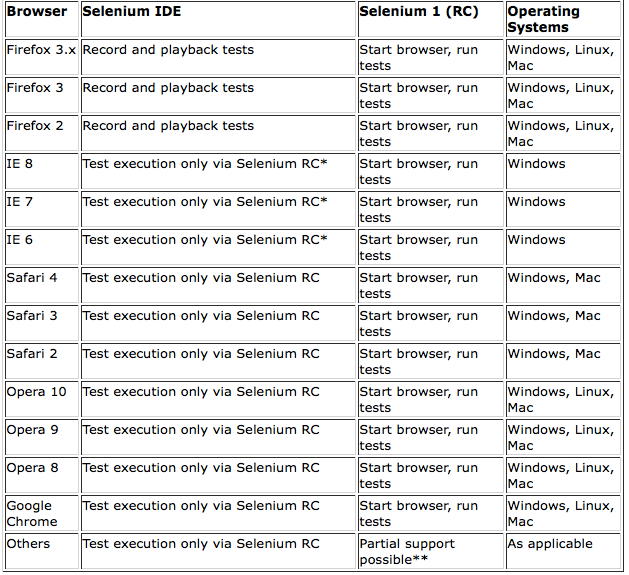 Browser Selenium IDE Selenium 1 (RC) Operating Systems
Firefox 3.x Record and playback tests Start browser, run tests Windows, Linux, Mac
Firefox 3 Record and playback tests Start browser, run tests Windows, Linux, Mac
Firefox 2 Record and playback tests Start browser, run tests Windows, Linux, Mac
IE 8 Test execution only via Selenium RC* Start browser, run tests Windows
IE 7 Test execution only via Selenium RC* Start browser, run tests Windows
IE 6 Test execution only via Selenium RC* Start browser, run tests Windows
Safari 4 Test execution only via Selenium RC Start browser, run tests Windows, Mac
Safari 3 Test execution only via Selenium RC Start browser, run tests Windows, Mac
Safari 2 Test execution only via Selenium RC Start browser, run tests Windows, Mac
Opera 10 Test execution only via Selenium RC Start browser, run tests Windows, Linux, Mac
Opera 9 Test execution only via Selenium RC Start browser, run tests Windows, Linux, Mac
Opera 8 Test execution only via Selenium RC Start browser, run tests Windows, Linux, Mac
Google Chrome Test execution only via Selenium RC Start browser, run tests Windows, Linux, Mac
Others Test execution only via Selenium RC Partial support possible** As applicable